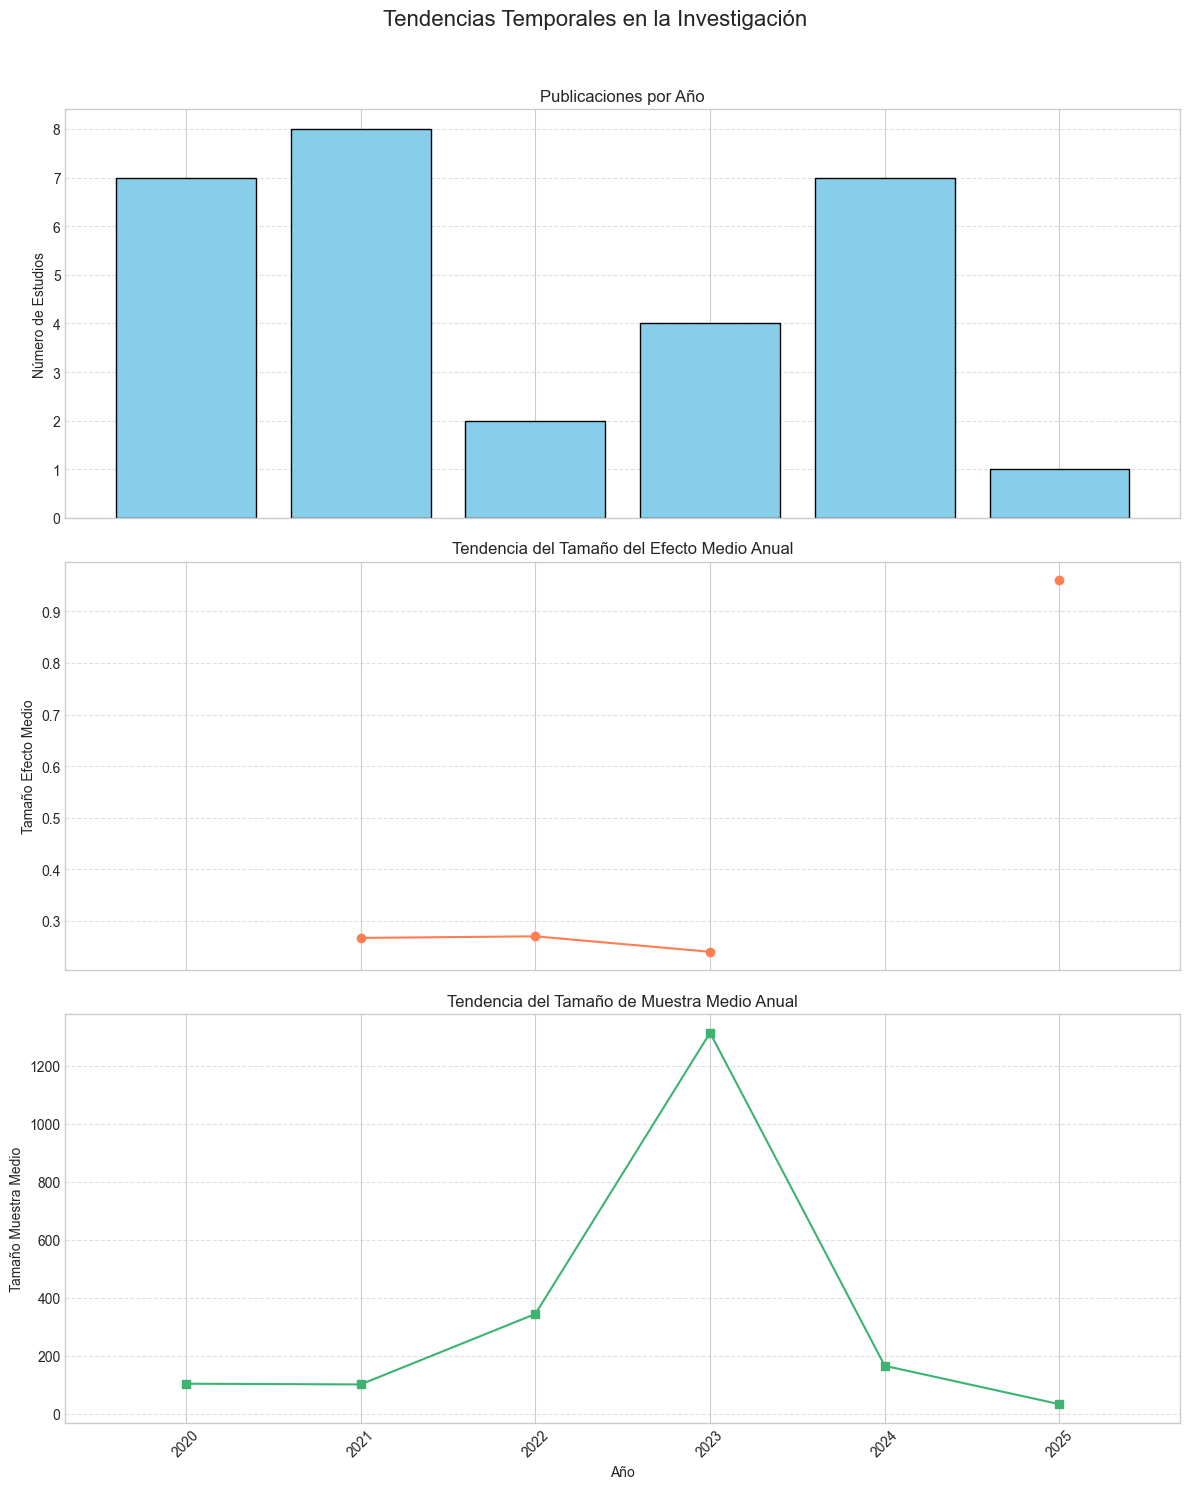 Tendencias Temporales en la Investigación
Publicaciones por Año
Número de Estudios
8
7
6
5
4
3
2
1
0
Tendencia del Tamaño del Efecto Medio Anual
Tamaño Efecto Medio
0.9
0.8
0.7
0.6
0.5
0.4
0.3
Tendencia del Tamaño de Muestra Medio Anual
Tamaño Muestra Medio
1200
1000
800
600
400
200
0
2020 2021 2022 2023 2024 2025
Año